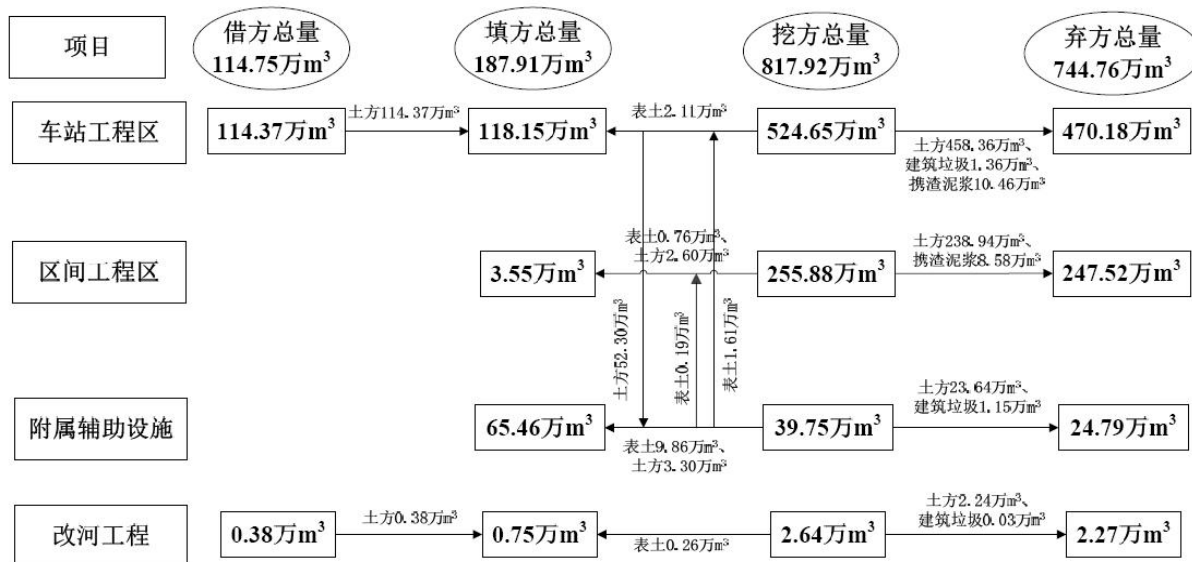 项目
借方总量
114.75万m³
填方总量
187.91万m³
挖方总量
817.92万m³
弃方总量
744.76万m³
车站工程区
114.37万m³
土方114.37万m³
118.15万m³
表土2.11万m³
524.65万m³
土方458.36万m³、
建筑垃圾1.36万m³、
携渣泥浆10.46万m³
470.18万m³
区间工程区
3.55万m³
表土0.76万m³、
土方2.60万m³
255.88万m³
土方238.94万m³、
携渣泥浆8.58万m³
247.52万m³
土方52.30万m³
表土0.19万m³
表土1.61万m³
附属辅助设施
65.46万m³
表土9.86万m³、
土方3.30万m³
39.75万m³
土方23.64万m³、
建筑垃圾1.15万m³
24.79万m³
改河工程
0.38万m³
土方0.38万m³
0.75万m³
表土0.26万m³
2.64万m³
土方2.24万m³、
建筑垃圾0.03万m³
2.27万m³